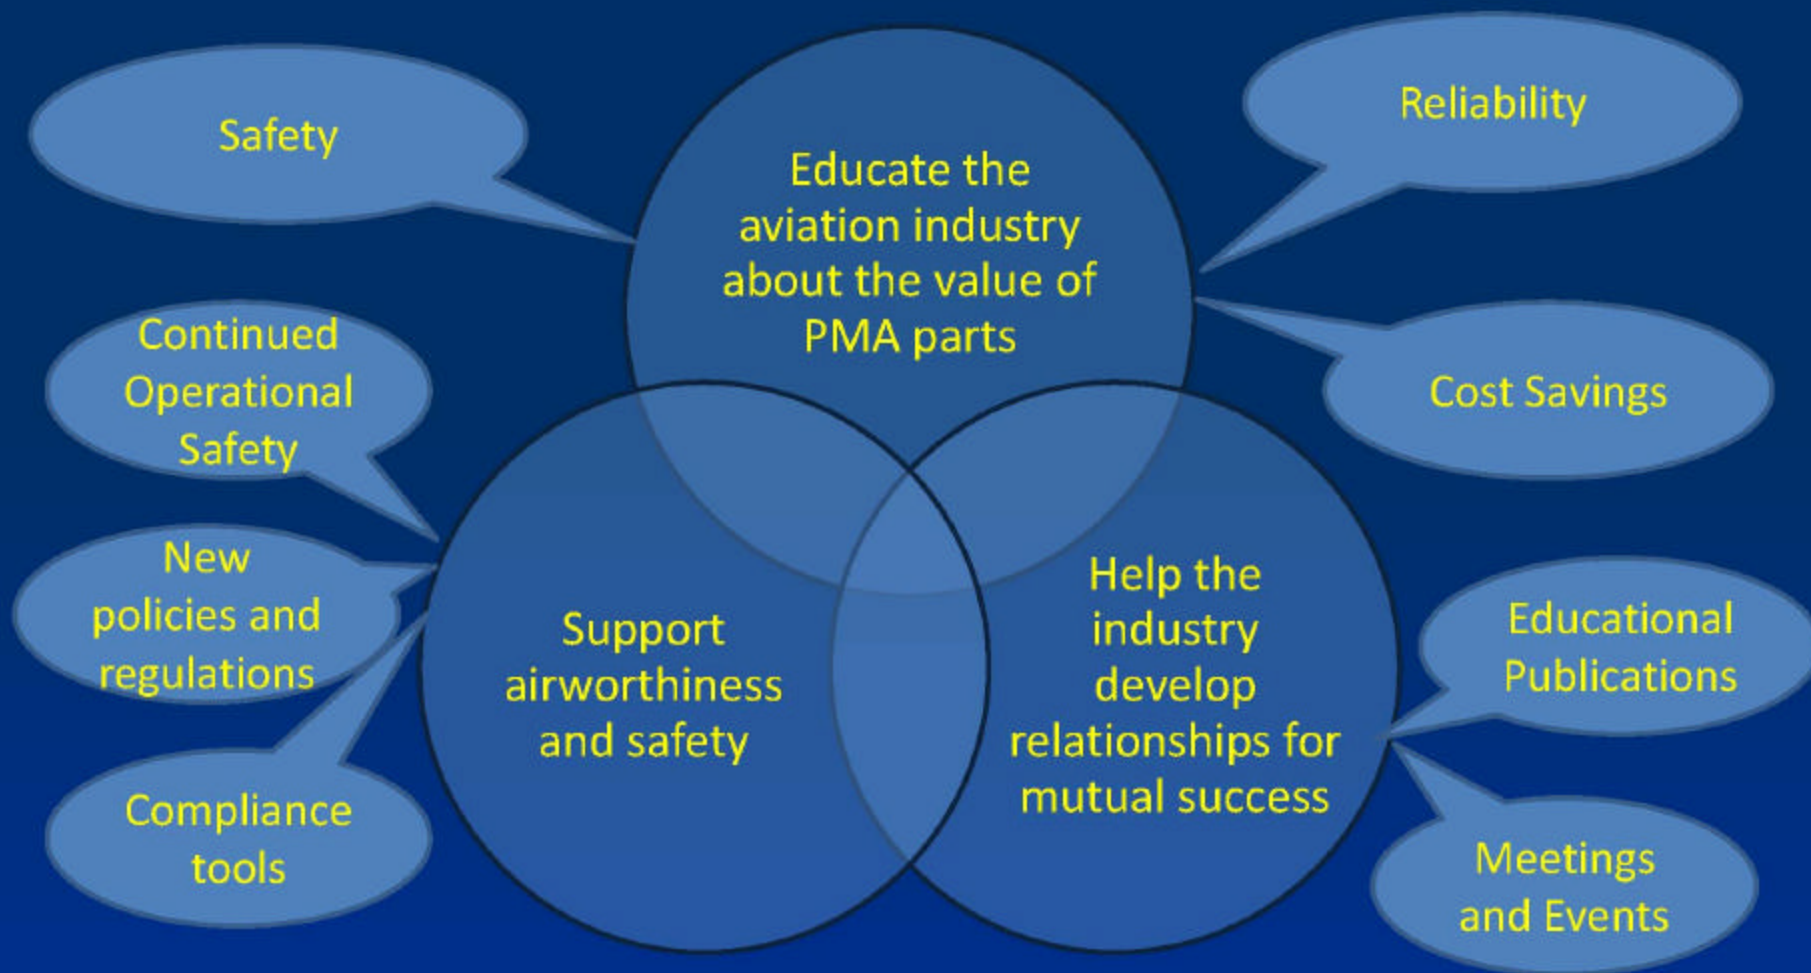 Safety
Educate the
aviation industry
about the value of
PMA parts
Reliability
Cost Savings
Continued
Operational
Safety
New
policies and
regulations
Compliance
tools
Support
airworthiness
and safety
Help the
industry
develop
relationships for
mutual success
Educational
Publications
Meetings
and Events